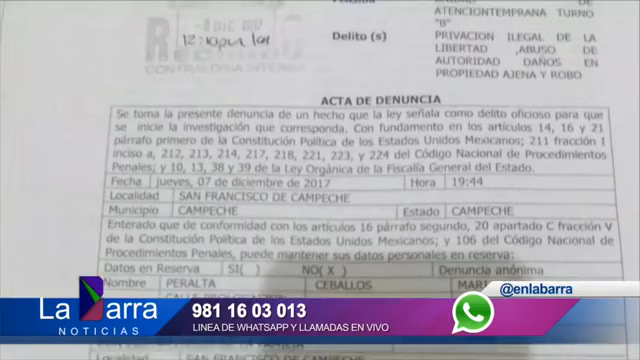 ATENCIONTEMPRANA TURNO
"B"
12:10pm
Delito (s) PRIVACION ILEGAL DE LA
LIBERTAD ,ABUSO DE
AUTORIDAD DAÑOS EN
PROPIEDAD AJENA Y ROBO
CONTRALORIA INTERNA
ACTA DE DENUNCIA
Se toma la presente denuncia de un hecho que la ley señala como delito oficioso para que
se inicie la investigación que corresponda. Con fundamento en los artículos 14, 16 y 21
párrafo primero de la Constitución Política de los Estados Unidos Mexicanos; 211 fracción 1
inciso a, 212, 213, 214, 217, 218, 221, 223, y 224 del Código Nacional de Procedimientos
Penales; y 10, 13, 38 y 39 de la Ley Orgánica de la Fiscalía General del Estado.
Fecha jueves, 07 de diciembre de 2017 Hora 19:44
Localidad SAN FRANCISCO DE CAMPECHE
Municipio CAMPECHE Estado CAMPECHE
Enterado que de conformidad con los artículos 16 párrafo segundo, 20 apartado C fracción V
de la Constitución Política de los Estados Unidos Mexicanos; y 106 del Código Nacional de
Procedimientos Penales, puede mantener sus datos personales en reserva:
Datos en Reserva SI( ) NO( X ) Denuncia anónima
Nombre PERALTA CEBALLOS
@enlabarra
La Barra
NOTICIAS
981 16 03 013
LINEA DE WHATSAPP Y LLAMADAS EN VIVO
Localidad SAN FRANCISCO DE CAMPECHE